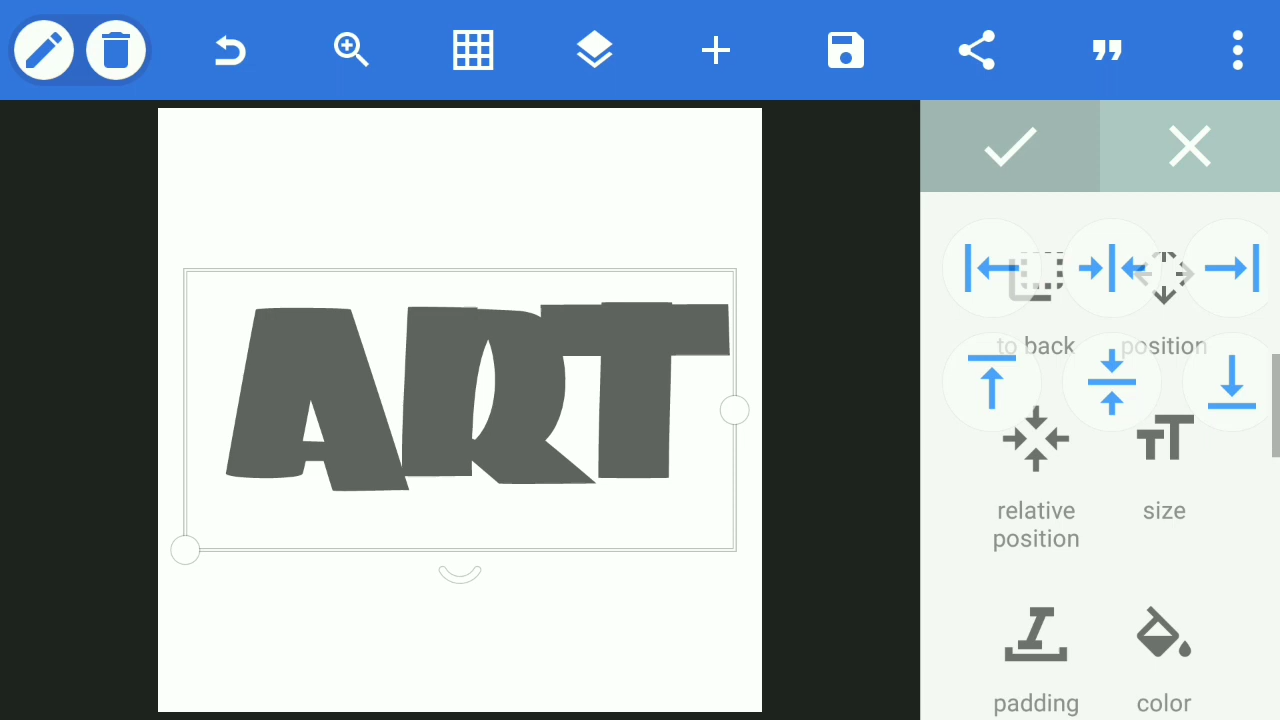 ART
to back
position
relative
position
size
padding
color